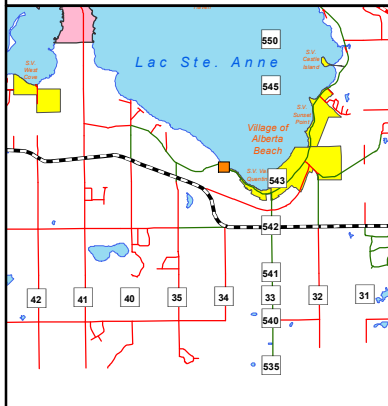 550
Lac Ste. Anne
S.V.
Castle
Island
S.V.
West
Cove
545
S.V.
Sunset
Point
Village of
Alberta
Beach
543
542
541
42
41
40
35
34
33
32
31
540
535